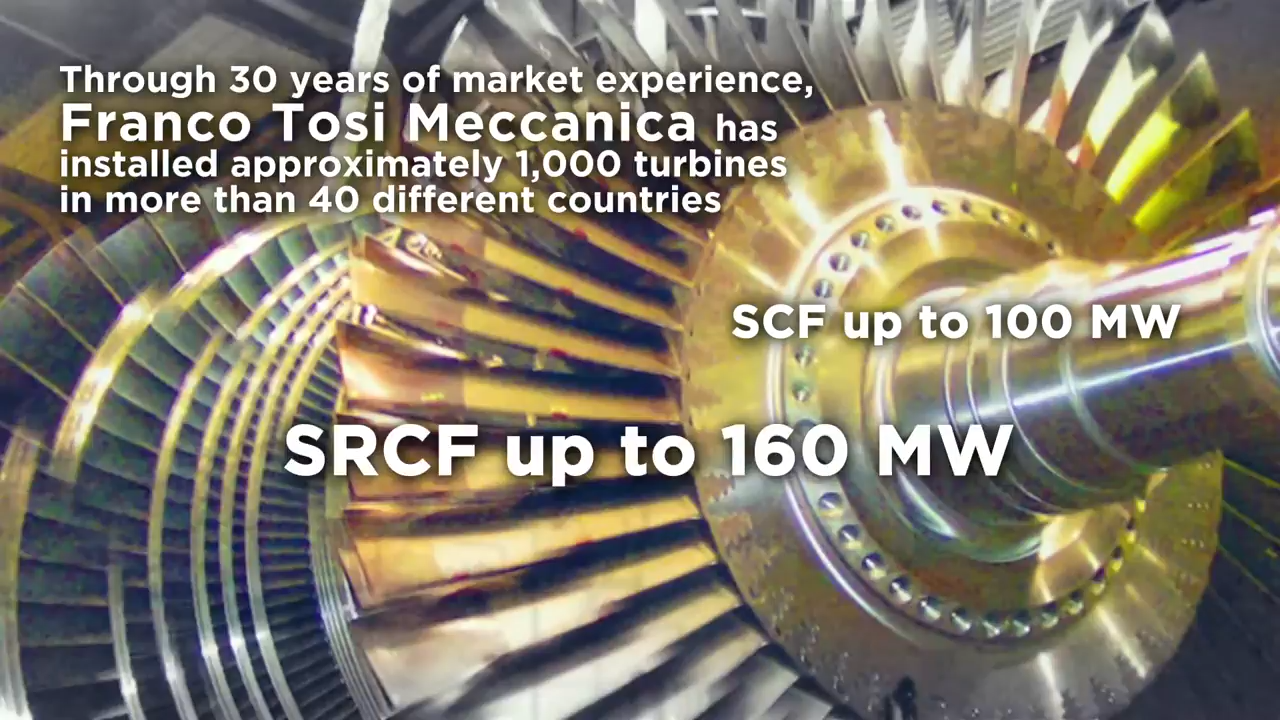 Through 30 years of market experience,
Franco Tosi Meccanica has
installed approximately 1,000 turbines
in more than 40 different countries
SCF up to 100 MW
SRCF up to 160 MW